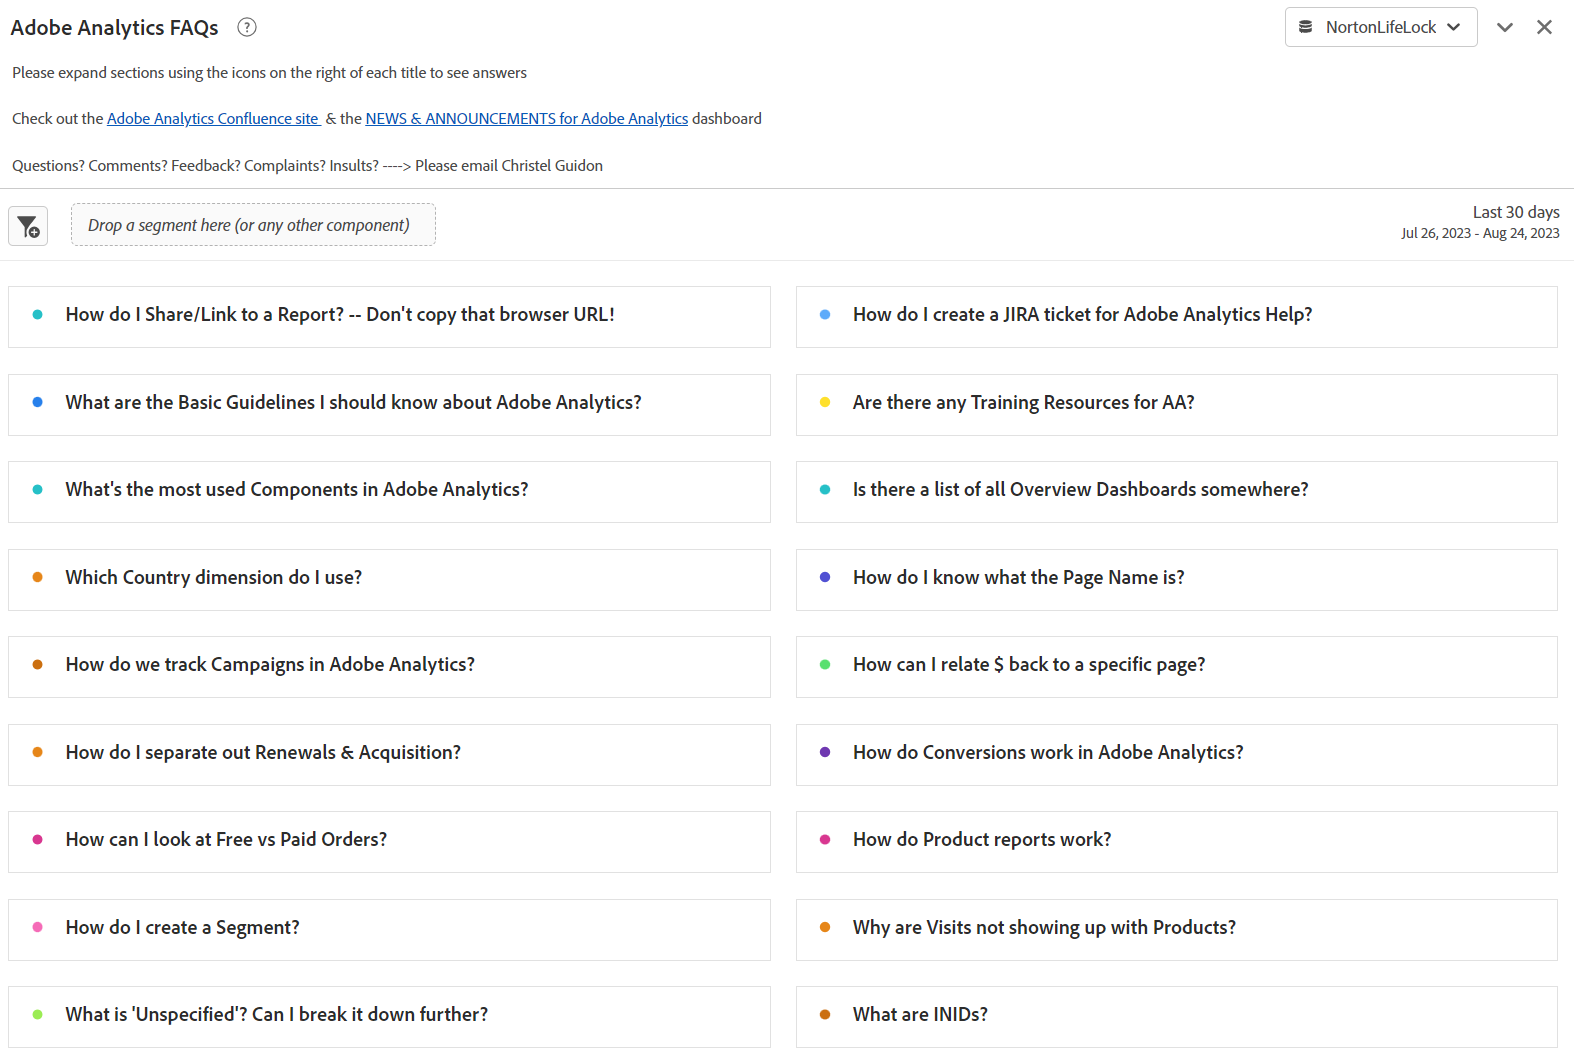 Adobe Analytics FAQs
?
NortonLifeLock
Please expand sections using the icons on the right of each title to see answers
Check out the Adobe Analytics Confluence site & the NEWS & ANNOUNCEMENTS for Adobe Analytics dashboard
Questions? Comments? Feedback? Complaints? Insults? ----> Please email Christel Guidon
Drop a segment here (or any other component)
Last 30 days
Jul 26, 2023 - Aug 24, 2023
How do I Share/Link to a Report? -- Don't copy that browser URL!
How do I create a JIRA ticket for Adobe Analytics Help?
What are the Basic Guidelines I should know about Adobe Analytics?
Are there any Training Resources for AA?
What's the most used Components in Adobe Analytics?
Is there a list of all Overview Dashboards somewhere?
Which Country dimension do I use?
How do I know what the Page Name is?
How do we track Campaigns in Adobe Analytics?
How can I relate $ back to a specific page?
How do I separate out Renewals & Acquisition?
How do Conversions work in Adobe Analytics?
How can I look at Free vs Paid Orders?
How do Product reports work?
How do I create a Segment?
Why are Visits not showing up with Products?
What is 'Unspecified'? Can I break it down further?
What are INIDs?